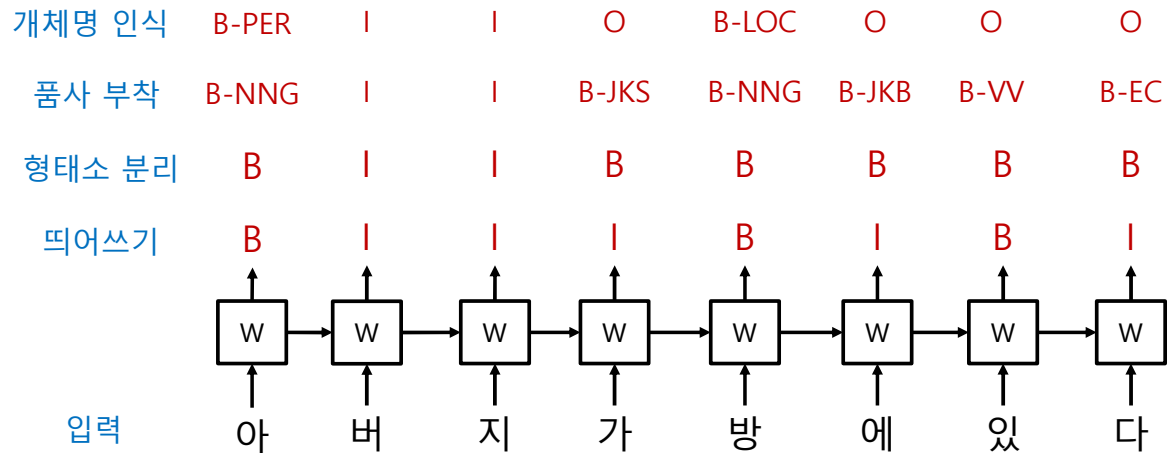 개체명 인식 B-PER I I O B-LOC O O O
품사 부착 B-NNG I I B-JKS B-NNG B-JKB B-VV B-EC
형태소 분리 B I I B B B B B
띄어쓰기 B I I I B I B I
W W W W W W W W
입력 아 버 지 가 방 에 있 다